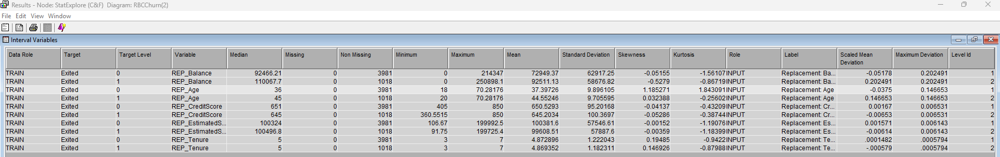 Results - Node: StatExplore (C&F) Diagram: RBCChurn(2)
File Edit View Window
Interval Variables
Data Role Target Target Level Variable Median Missing Non Missing Minimum Maximum Mean Standard Deviation Skewness Kurtosis Role Label Scaled Mean Deviation Maximum Deviation Level Id
TRAIN Exited 0 REP_Balance 92466.21 0 3981 0 214347 72949.37 62917.25 -0.05155 -1.56107 INPUT Replacement: Ba... -0.05178 0.202491 1
TRAIN Exited 1 REP_Balance 110067.7 0 1018 0 250898.1 92511.13 58676.82 -0.5279 -0.86719 INPUT Replacement: Ba... 0.202491 0.202491 2
TRAIN Exited 0 REP_Age 36 0 3981 18 70.28176 37.39726 9.896105 1.185271 1.843091 INPUT Replacement: Age -0.0375 0.146653 1
TRAIN Exited 1 REP_Age 45 0 1018 20 70.28176 44.55246 9.705595 0.032388 -0.25602 INPUT Replacement: Age 0.146653 0.146653 2
TRAIN Exited 0 REP_CreditScore 651 0 3981 405 850 650.5293 95.20168 -0.04137 -0.43209 INPUT Replacement: Cr... 0.00167 0.006531 1
TRAIN Exited 1 REP_CreditScore 645 0 1018 360.5515 850 645.2034 100.3697 -0.05286 -0.38744 INPUT Replacement: Cr... -0.00653 0.006531 2
TRAIN Exited 0 REP_EstimatedS... 100324 0 3981 106.67 199992.5 100381.6 57546.61 -0.00152 -1.19076 INPUT Replacement: Es... 0.001571 0.006143 1
TRAIN Exited 1 REP_EstimatedS... 100496.8 0 1018 91.75 199725.4 99608.51 57887.6 -0.00359 -1.18399 INPUT Replacement: Es... -0.00614 0.006143 2
TRAIN Exited 0 REP_Tenure 5 0 3981 3 7 4.872896 1.222043 0.19485 -0.9422 INPUT Replacement: Te... .0001482 .0005794 1
TRAIN Exited 1 REP_Tenure 5 0 1018 3 7 4.869352 1.182311 0.146926 -0.87988 INPUT Replacement: Te... -.000579 .0005794 2